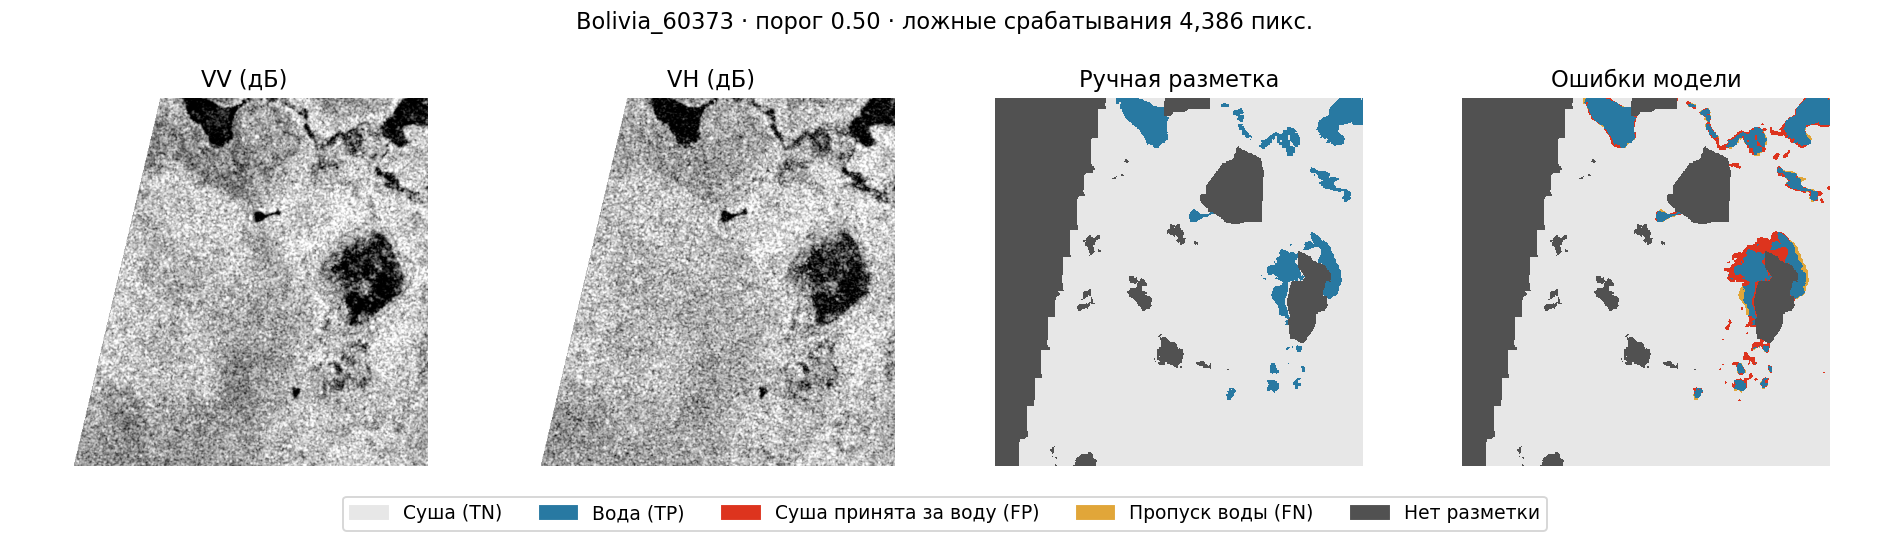 Bolivia_60373 · порог 0.50 · ложные срабатывания 4,386 пикс.
VV (дБ)
VH (дБ)
Ручная разметка
Ошибки модели
Суша (TN)
Вода (TP)
Суша принята за воду (FP)
Пропуск воды (FN)
Нет разметки